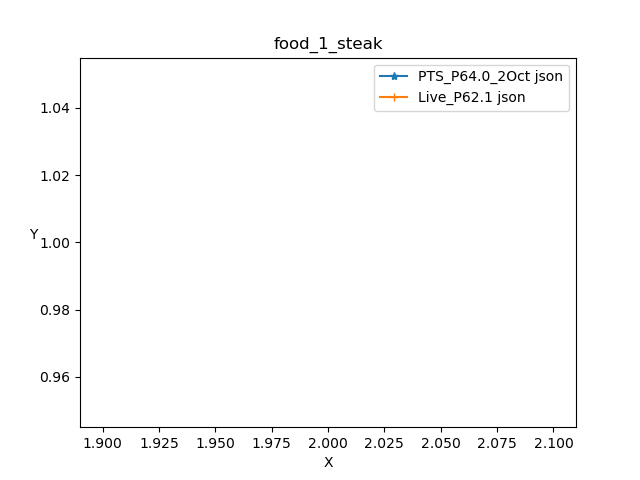 food_1_steak
PTS_P64.0_2Oct json
Live_P62.1 json
1.04
1.02
Y
1.00
0.98
0.96
1.900 1.925 1.950 1.975 2.000 2.025 2.050 2.075 2.100
X